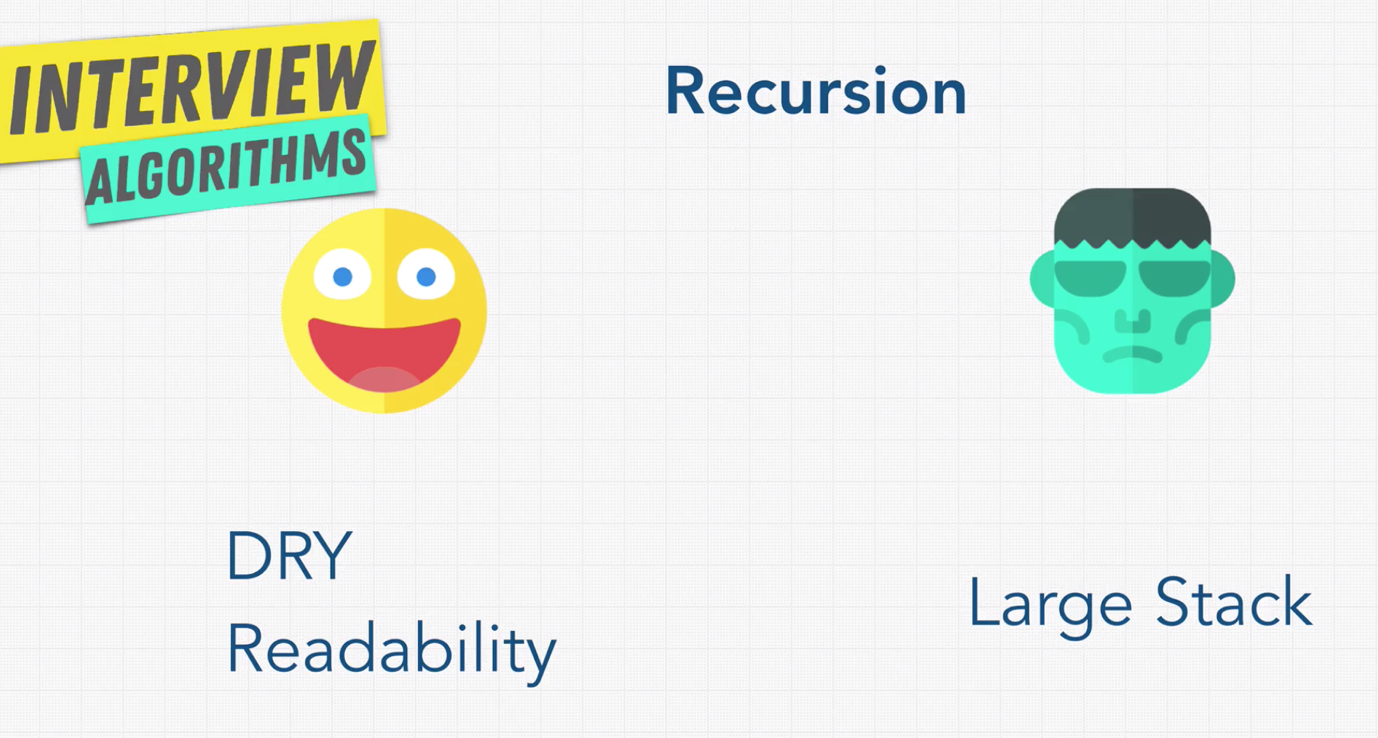 INTERVIEW
ALGORITHMS
Recursion
DRY
Readability
Large Stack